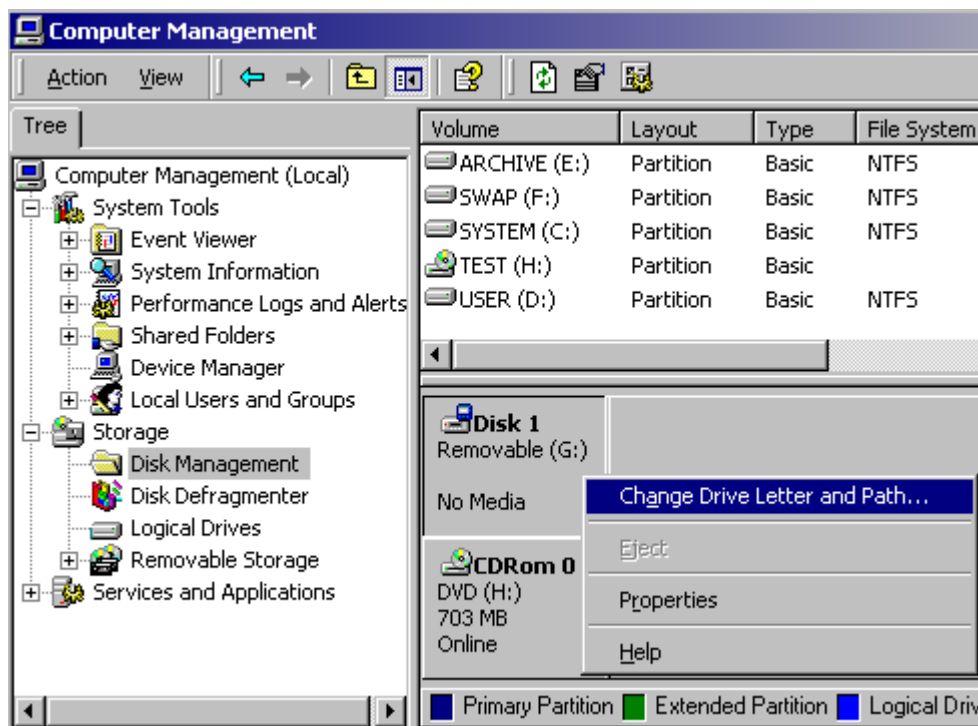 Computer Management
Action View
Tree
Computer Management (Local)
System Tools
Event Viewer
System Information
Performance Logs and Alerts
Shared Folders
Device Manager
Local Users and Groups
Storage
Disk Management
Disk Defragmenter
Logical Drives
Removable Storage
Services and Applications
Volume Layout Type File System
ARCHIVE (E:) Partition Basic NTFS
SWAP (F:) Partition Basic NTFS
SYSTEM (C:) Partition Basic NTFS
TEST (H:) Partition Basic
USER (D:) Partition Basic NTFS
Disk 1
Removable (G:)
No Media
CDRom 0
DVD (H:)
703 MB
Online
Change Drive Letter and Path...
Eject
Properties
Help
Primary Partition Extended Partition Logical Driv